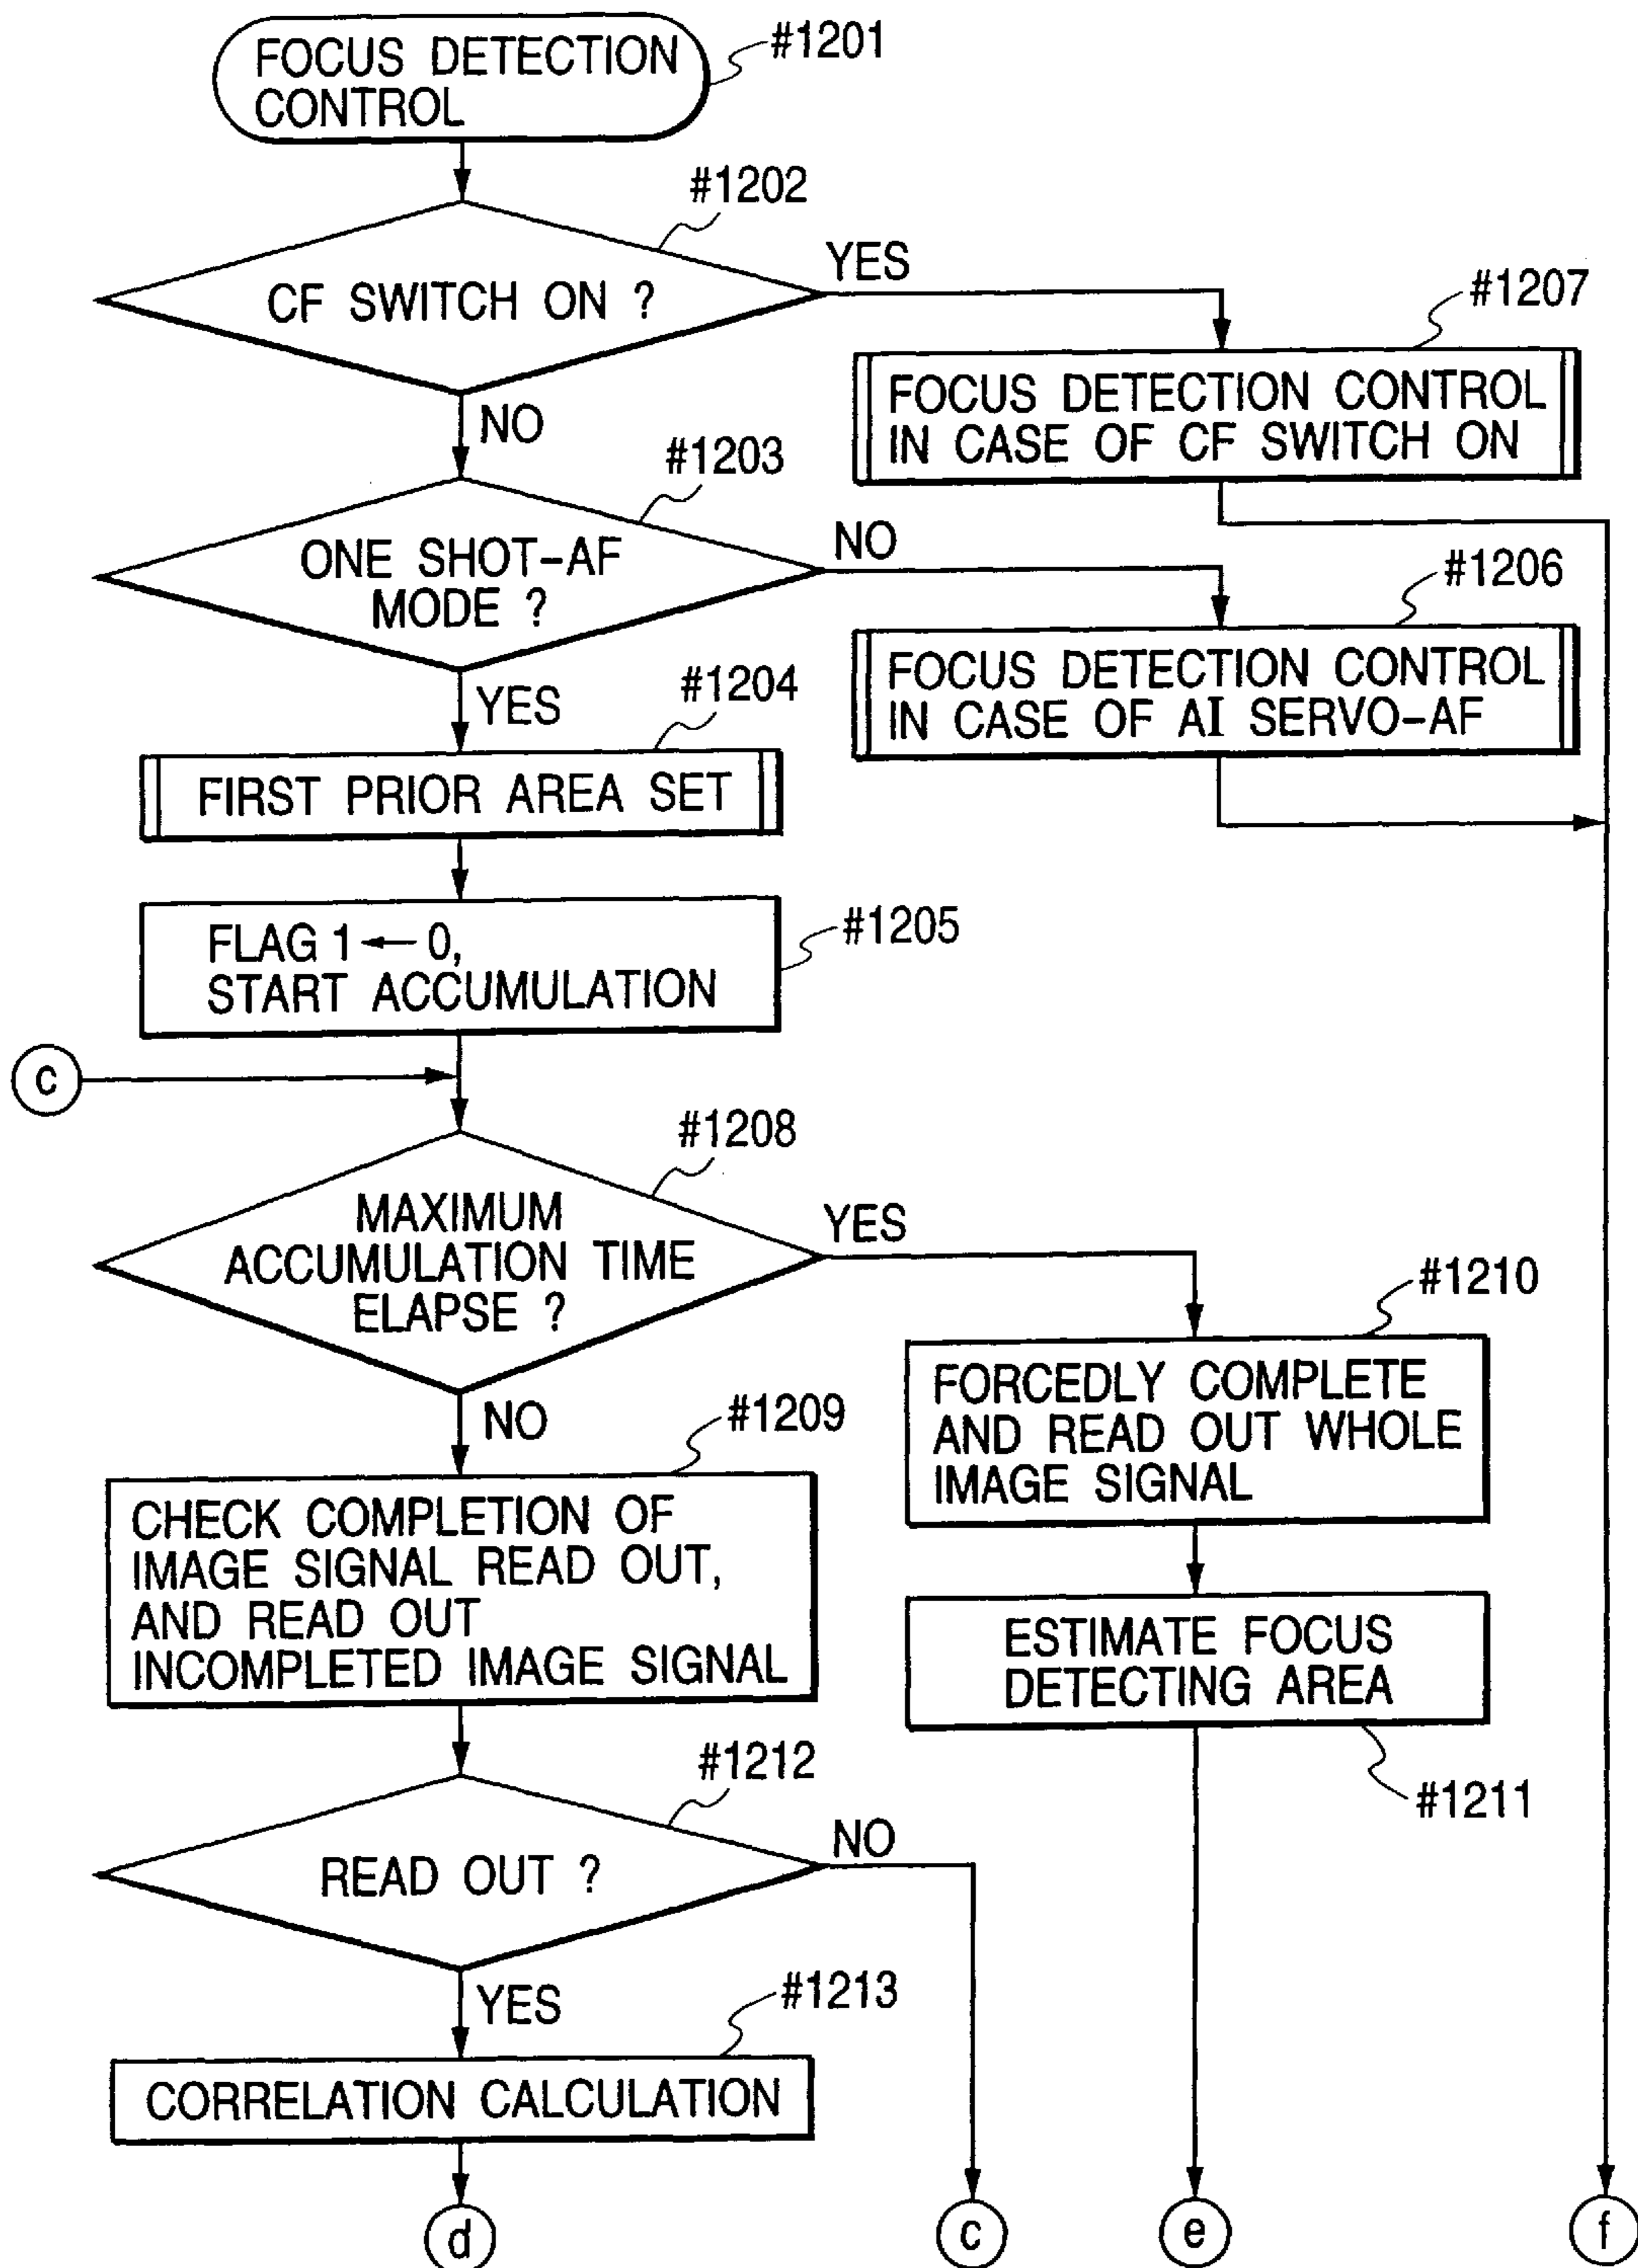 FOCUS DETECTION
CONTROL
#1201
#1202
CF SWITCH ON ?
YES
NO
#1207
FOCUS DETECTION CONTROL
IN CASE OF CF SWITCH ON
#1203
ONE SHOT-AF
MODE ?
NO
YES
#1206
FOCUS DETECTION CONTROL
IN CASE OF AI SERVO-AF
#1204
FIRST PRIOR AREA SET
#1205
FLAG 1 ← 0,
START ACCUMULATION
c
#1208
MAXIMUM
ACCUMULATION TIME
ELAPSE ?
YES
NO
#1210
FORCEDLY COMPLETE
AND READ OUT WHOLE
IMAGE SIGNAL
#1209
CHECK COMPLETION OF
IMAGE SIGNAL READ OUT,
AND READ OUT
INCOMPLETED IMAGE SIGNAL
ESTIMATE FOCUS
DETECTING AREA
#1211
#1212
READ OUT ?
NO
YES
#1213
CORRELATION CALCULATION
d
c
e
f